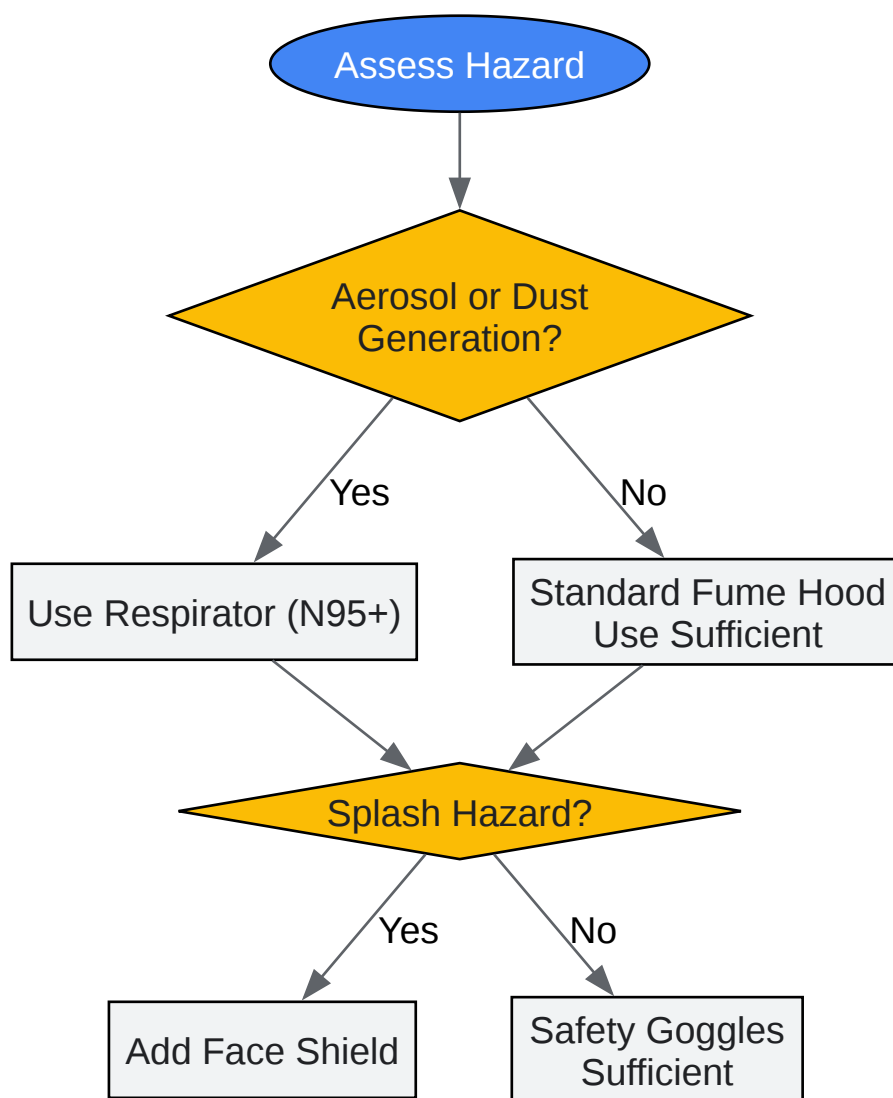 Assess Hazard
Aerosol or Dust
Generation?
Yes
No
Use Respirator (N95+)
Standard Fume Hood
Use Sufficient
Splash Hazard?
Yes
No
Add Face Shield
Safety Goggles
Sufficient